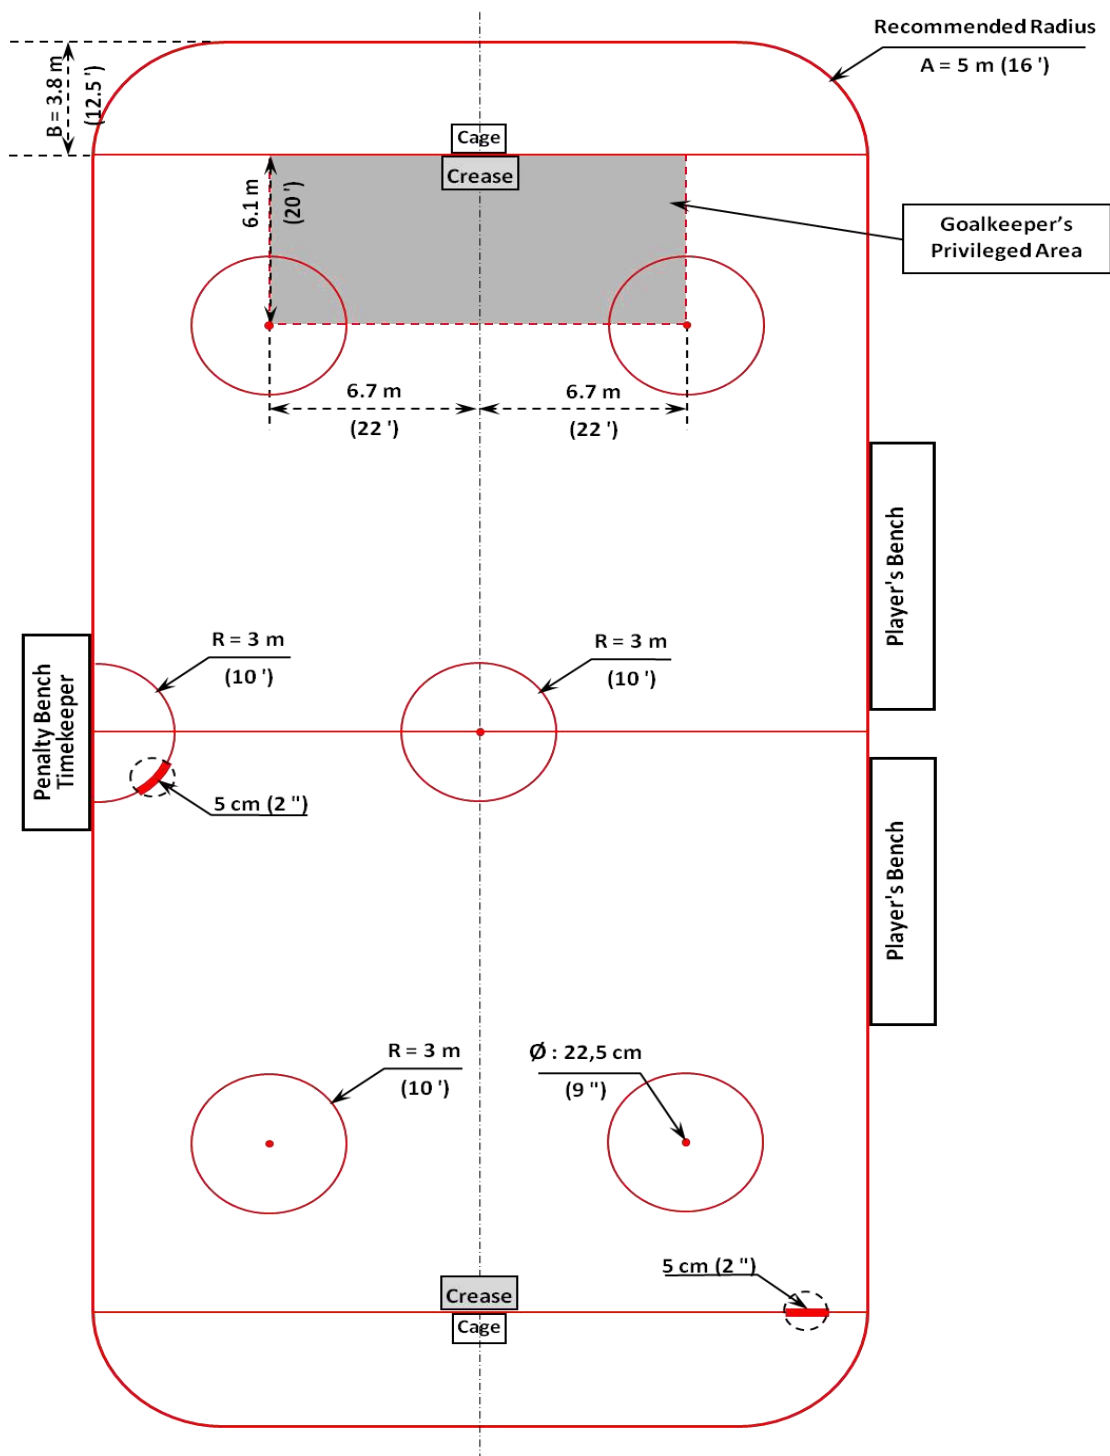 Recommended Radius
A = 5 m (16 ')
B = 3.8 m
(12.5 ')
Cage
Crease
6.1 m
(20 ')
Goalkeeper's
Privileged Area
6.7 m
(22 ')
6.7 m
(22 ')
Player's Bench
R = 3 m
(10 ')
R = 3 m
(10 ')
Penalty Bench
Timekeeper
5 cm (2 ")
Player's Bench
R = 3 m
(10 ')
Ø : 22,5 cm
(9 ")
5 cm (2 ")
Crease
Cage